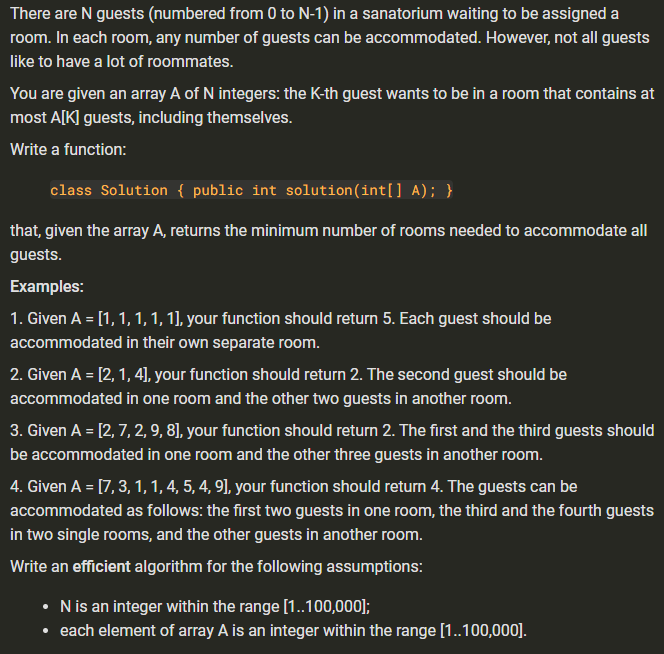 There are N guests (numbered from 0 to N-1) in a sanatorium waiting to be assigned a
room. In each room, any number of guests can be accommodated. However, not all guests
like to have a lot of roommates.
You are given an array A of N integers: the K-th guest wants to be in a room that contains at
most A[K] guests, including themselves.
Write a function:
class Solution { public int solution(int[] A); }
that, given the array A, returns the minimum number of rooms needed to accommodate all
guests.
Examples:
1. Given A = [1, 1, 1, 1, 1], your function should return 5. Each guest should be
accommodated in their own separate room.
2. Given A = [2, 1, 4], your function should return 2. The second guest should be
accommodated in one room and the other two guests in another room.
3. Given A = [2, 7, 2, 9, 8], your function should return 2. The first and the third guests should
be accommodated in one room and the other three guests in another room.
4. Given A = [7, 3, 1, 1, 4, 5, 4, 9], your function should return 4. The guests can be
accommodated as follows: the first two guests in one room, the third and the fourth guests
in two single rooms, and the other guests in another room.
Write an efficient algorithm for the following assumptions:
• N is an integer within the range [1..100,000];
• each element of array A is an integer within the range [1..100,000].